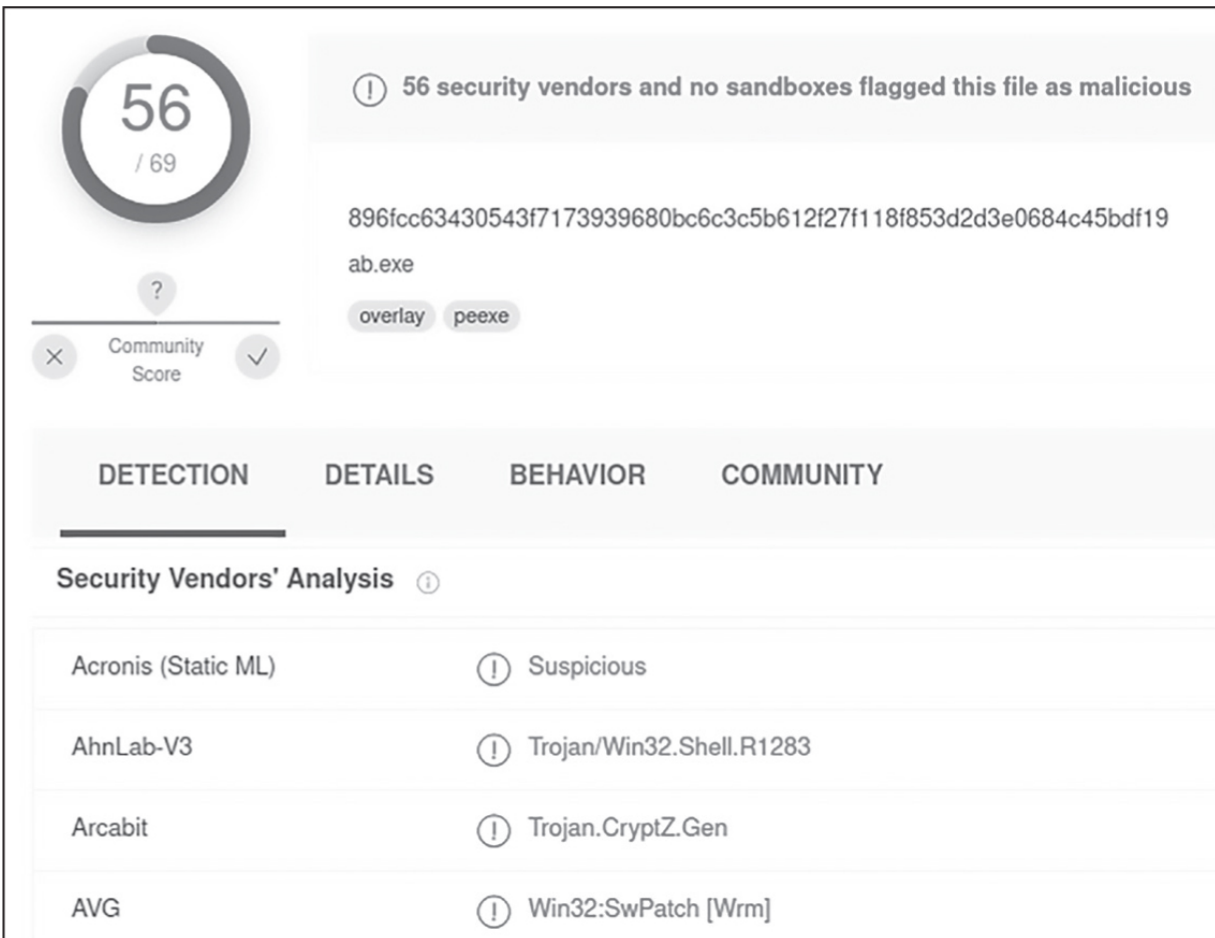 56
/ 69
56 security vendors and no sandboxes flagged this file as malicious
896fcc63430543f7173939680bc6c3c5b612f27f118f853d2d3e0684c45bdf19
ab.exe
overlay peexe
?
Community
Score
DETECTION DETAILS BEHAVIOR COMMUNITY
Security Vendors' Analysis
Acronis (Static ML) Suspicious
AhnLab-V3 Trojan/Win32.Shell.R1283
Arcabit Trojan.CryptZ.Gen
AVG Win32:SwPatch [Wrm]